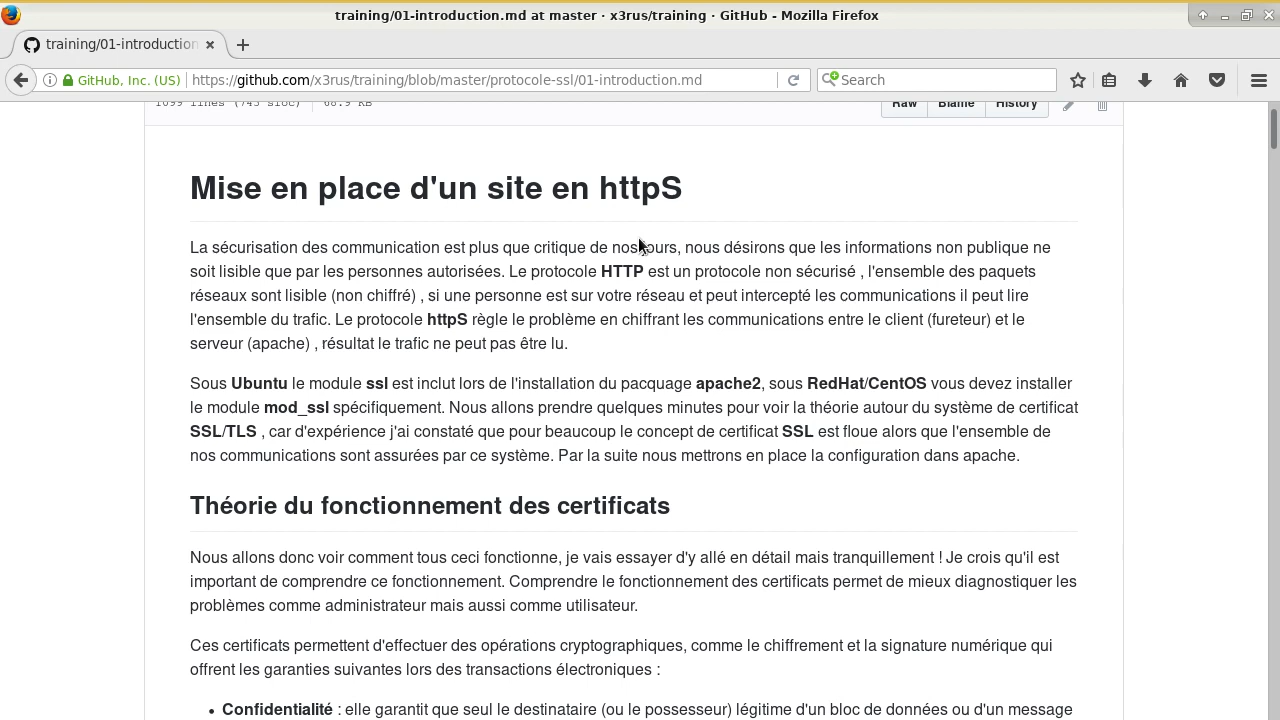 training/01-introduction.md at master · x3rus/training · GitHub - Mozilla Firefox
training/01-introduction
GitHub, Inc. (US)
https://github.com/x3rus/training/blob/master/protocole-ssl/01-introduction.md
Search
1099 lines (743 sloc) 68.9 KB
Raw Blame History
Mise en place d'un site en httpS
La sécurisation des communication est plus que critique de nos jours, nous désirons que les informations non publique ne
soit lisible que par les personnes autorisées. Le protocole HTTP est un protocole non sécurisé , l'ensemble des paquets
réseaux sont lisible (non chiffré) , si une personne est sur votre réseau et peut intercepté les communications il peut lire
l'ensemble du trafic. Le protocole httpS règle le problème en chiffrant les communications entre le client (fureteur) et le
serveur (apache) , résultat le trafic ne peut pas être lu.
Sous Ubuntu le module ssl est inclut lors de l'installation du pacquage apache2, sous RedHat/CentOS vous devez installer
le module mod_ssl spécifiquement. Nous allons prendre quelques minutes pour voir la théorie autour du système de certificat
SSL/TLS , car d'expérience j'ai constaté que pour beaucoup le concept de certificat SSL est floue alors que l'ensemble de
nos communications sont assurées par ce système. Par la suite nous mettrons en place la configuration dans apache.
Théorie du fonctionnement des certificats
Nous allons donc voir comment tous ceci fonctionne, je vais essayer d'y allé en détail mais tranquillement ! Je crois qu'il est
important de comprendre ce fonctionnement. Comprendre le fonctionnement des certificats permet de mieux diagnostiquer les
problèmes comme administrateur mais aussi comme utilisateur.
Ces certificats permettent d'effectuer des opérations cryptographiques, comme le chiffrement et la signature numérique qui
offrent les garanties suivantes lors des transactions électroniques :
• Confidentialité : elle garantit que seul le destinataire (ou le possesseur) légitime d'un bloc de données ou d'un message